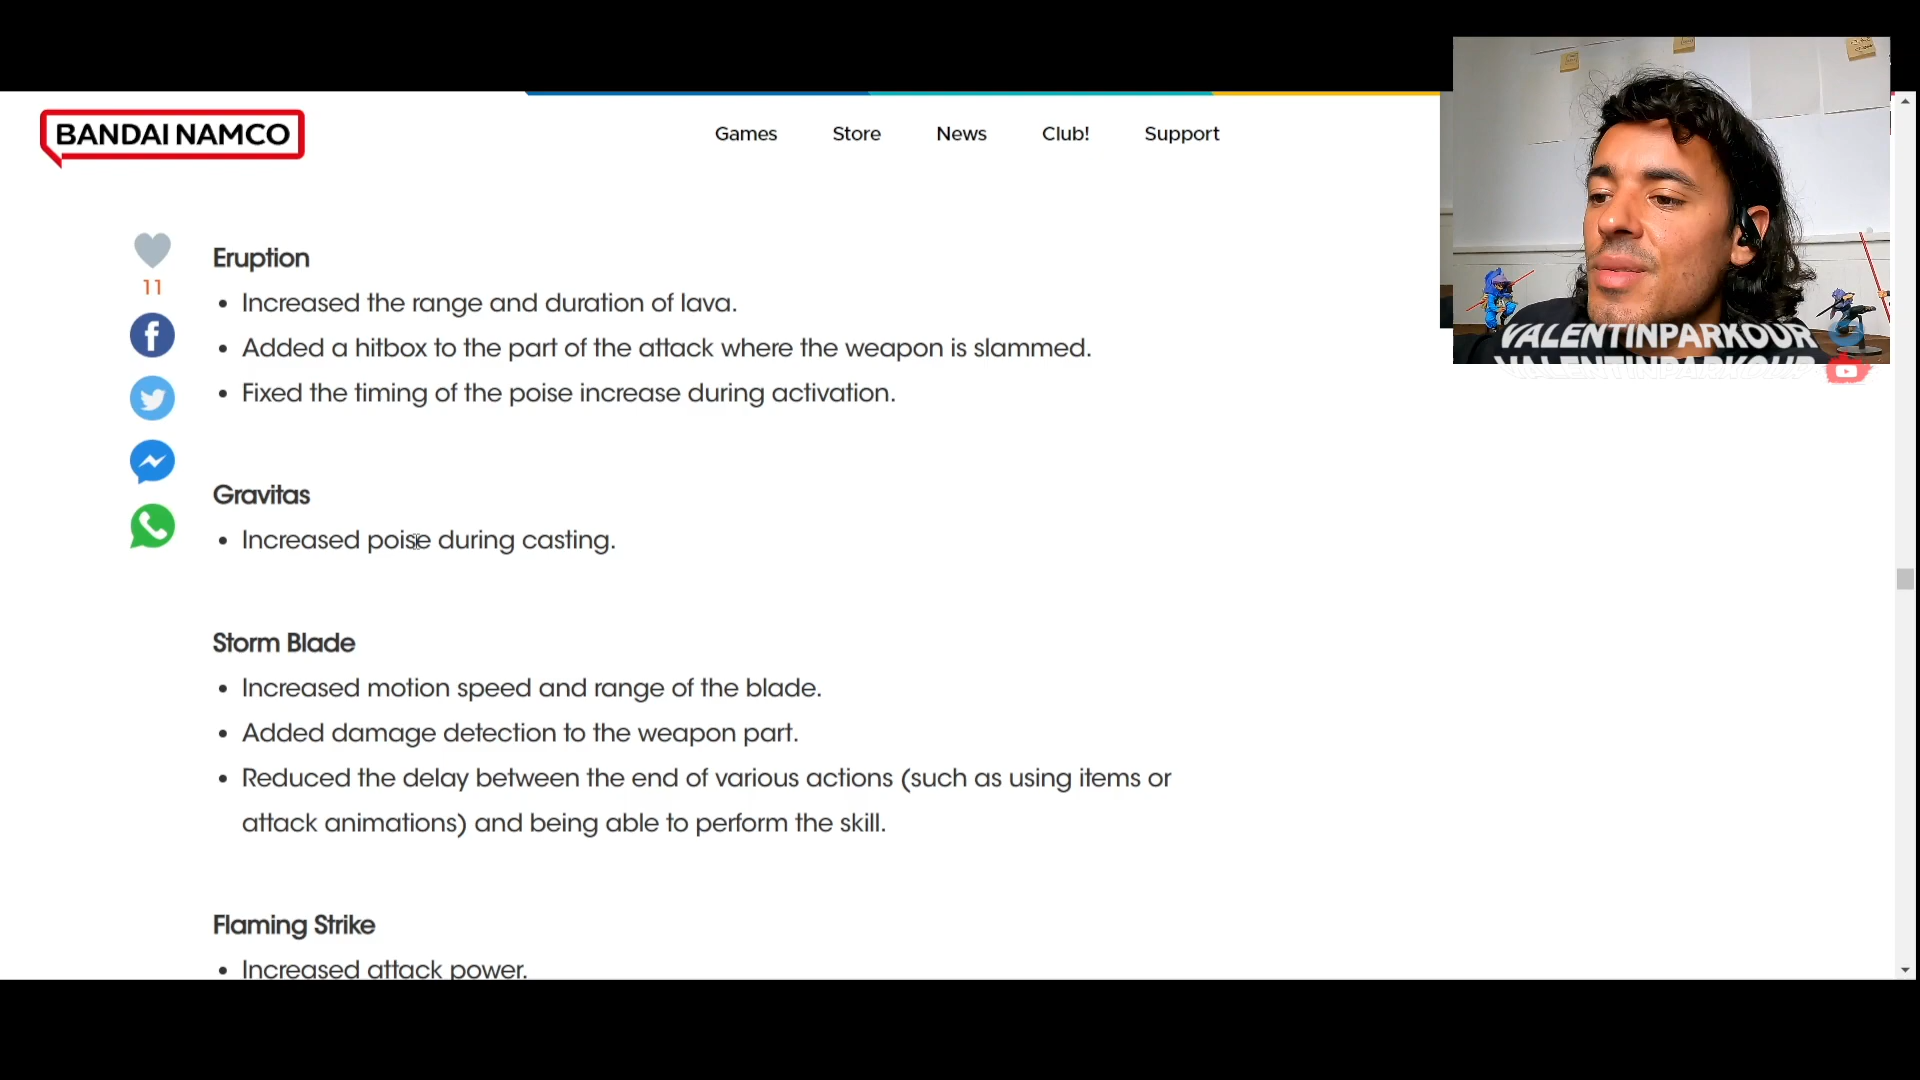 BANDAI NAMCO
Games
Store
News
Club!
Support
Eruption
11
• Increased the range and duration of lava.
• Added a hitbox to the part of the attack where the weapon is slammed.
• Fixed the timing of the poise increase during activation.
Gravitas
• Increased poise during casting.
Storm Blade
• Increased motion speed and range of the blade.
• Added damage detection to the weapon part.
• Reduced the delay between the end of various actions (such as using items or
attack animations) and being able to perform the skill.
Flaming Strike
• Increased attack power.
VALENTINPARKOUR
VALENTINPARKOUR